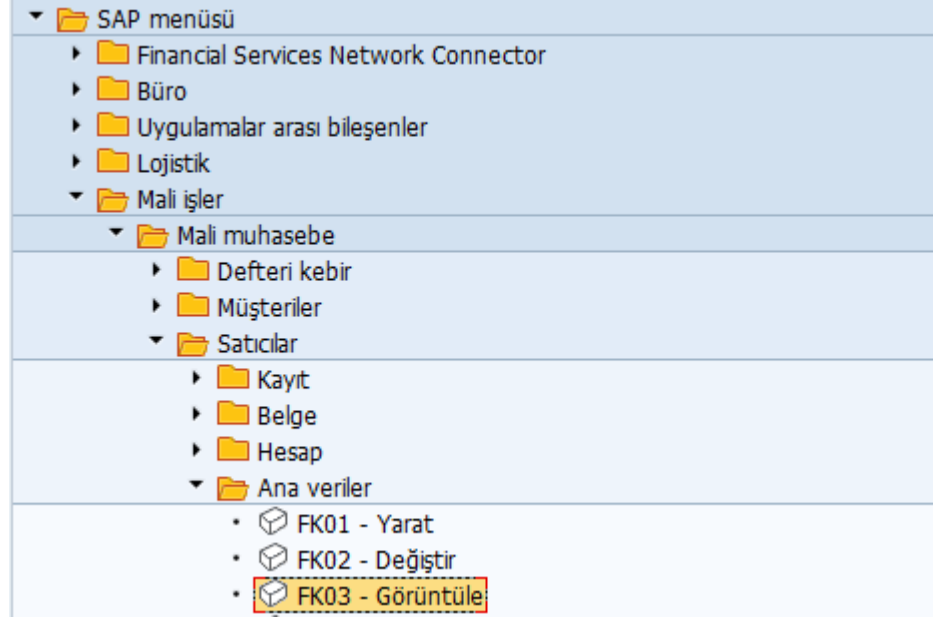 SAP menüsü
Financial Services Network Connector
Büro
Uygulamalar arası bileşenler
Lojistik
Mali işler
Mali muhasebe
Defteri kebir
Müşteriler
Satıcılar
Kayıt
Belge
Hesap
Ana veriler
FK01 - Yarat
FK02 - Değiştir
FK03 - Görüntüle